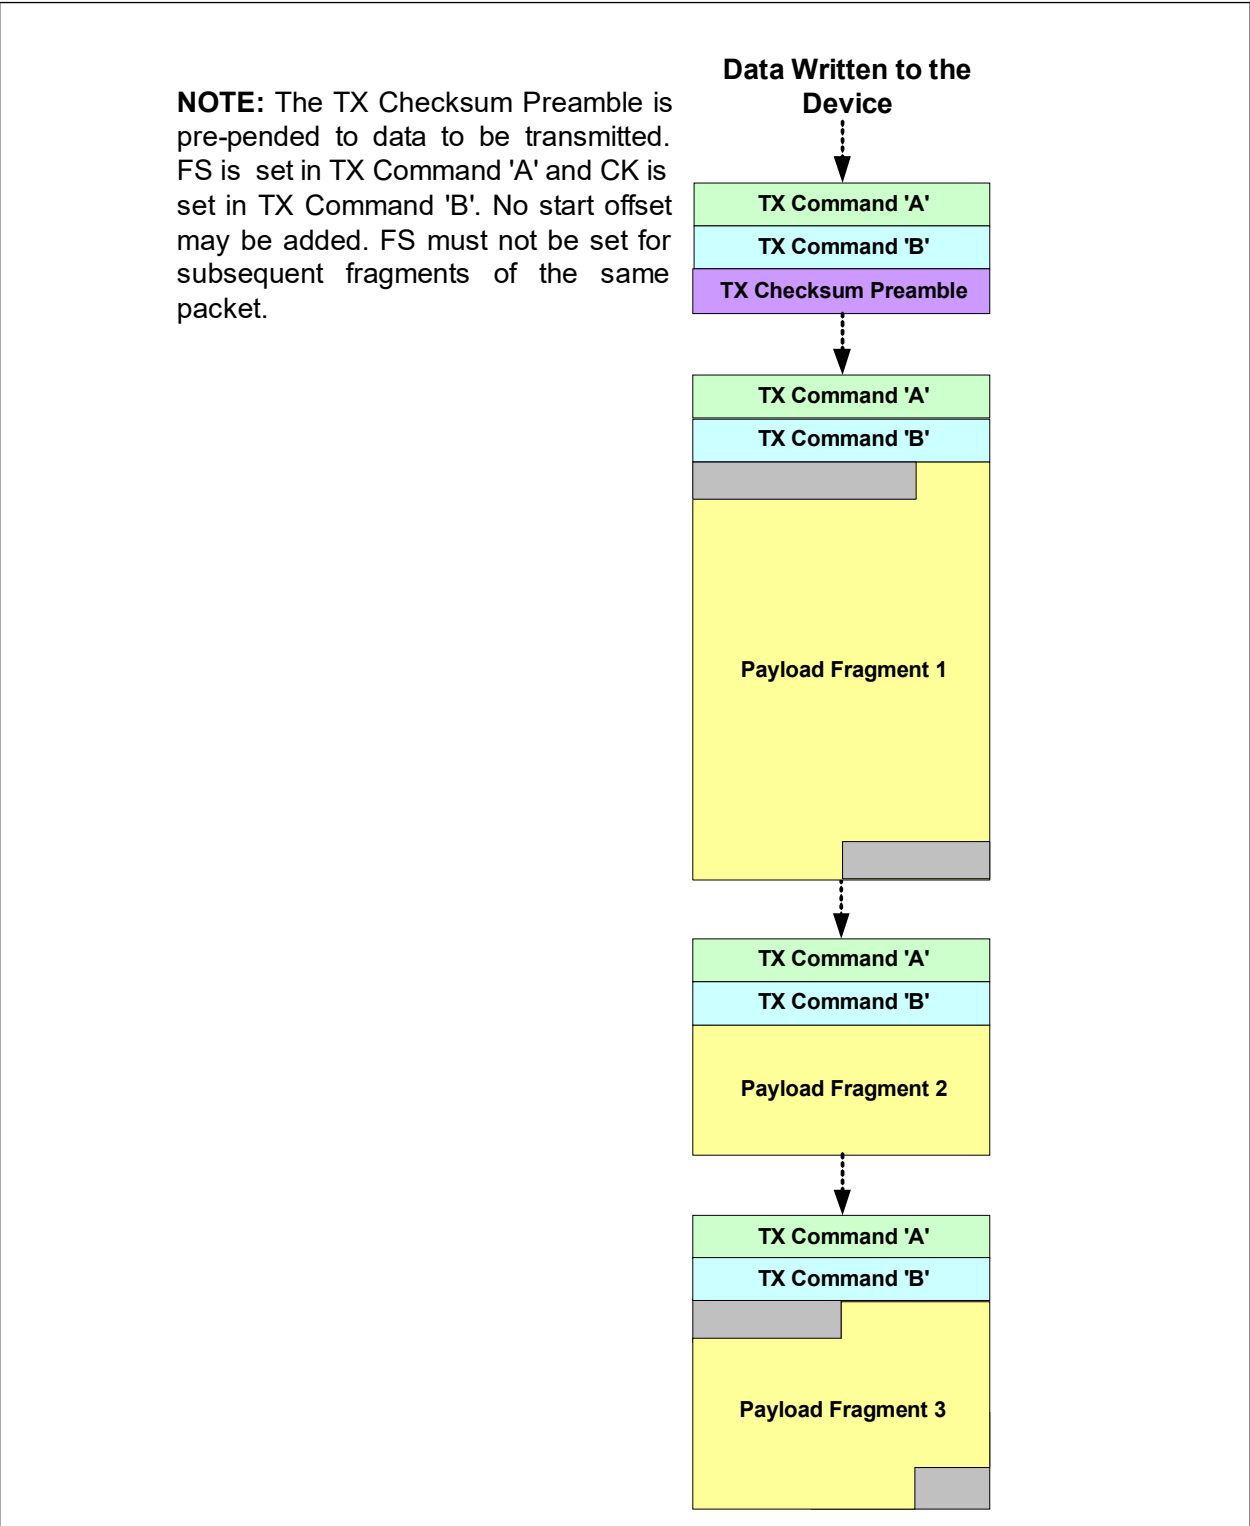 Data Written to the
Device
NOTE: The TX Checksum Preamble is
pre-pended to data to be transmitted.
FS is set in TX Command 'A' and CK is
set in TX Command 'B'. No start offset
may be added. FS must not be set for
subsequent fragments of the same
packet.
TX Command 'A'
TX Command 'B'
TX Checksum Preamble
TX Command 'A'
TX Command 'B'
Payload Fragment 1
TX Command 'A'
TX Command 'B'
Payload Fragment 2
TX Command 'A'
TX Command 'B'
Payload Fragment 3